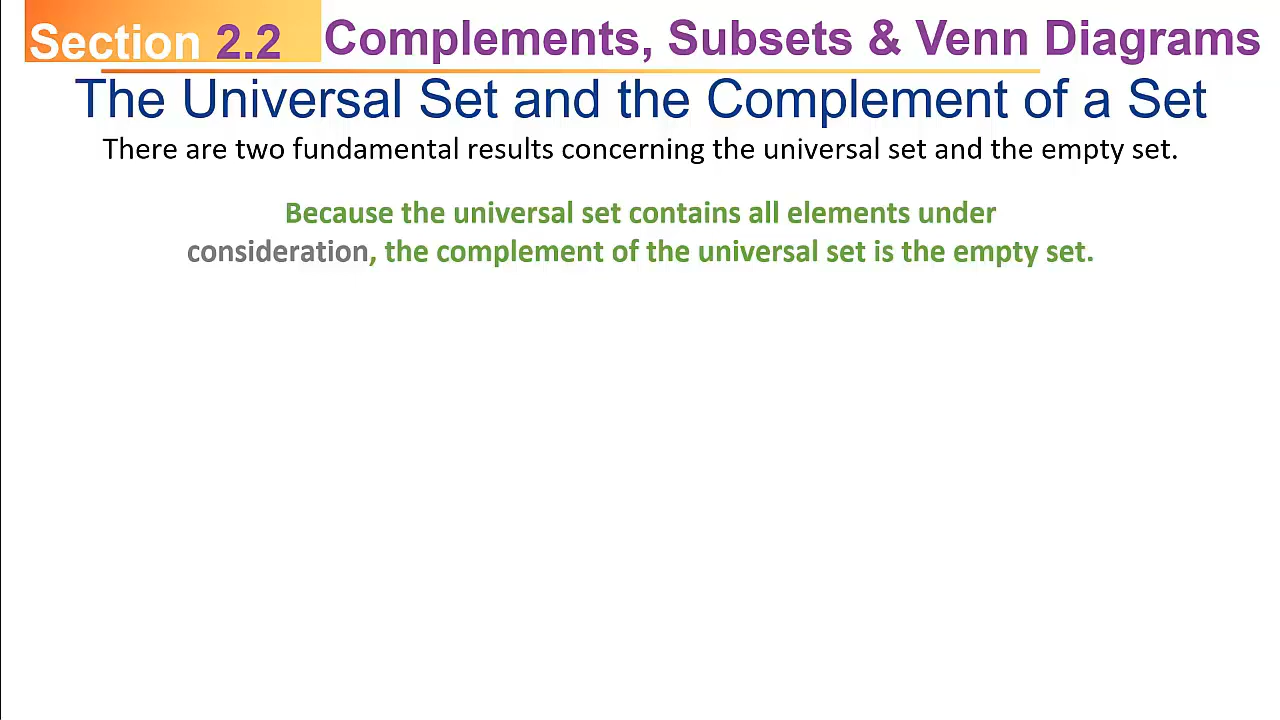 Section 2.2 Complements, Subsets & Venn Diagrams
The Universal Set and the Complement of a Set
There are two fundamental results concerning the universal set and the empty set.
Because the universal set contains all elements under
consideration, the complement of the universal set is the empty set.